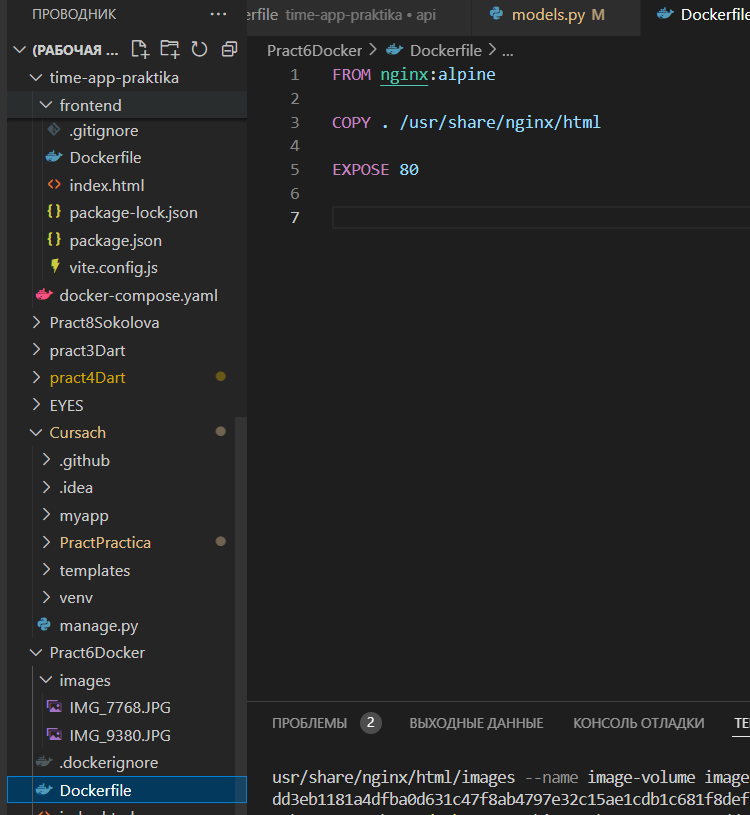 ПРОВОДНИК ...
(РАБОЧАЯ ...
time-app-praktika
frontend
.gitignore
Dockerfile
index.html
package-lock.json
package.json
vite.config.js
docker-compose.yaml
Pract8Sokolova
pract3Dart
pract4Dart
EYES
Cursach
.github
.idea
myapp
PractPractica
templates
venv
manage.py
Pract6Docker
images
IMG_7768.JPG
IMG_9380.JPG
.dockerignore
Dockerfile
erfile time-app-praktika • api
models.py M
Dockerfile
Pract6Docker > Dockerfile > ...
1 FROM nginx:alpine
2
3 COPY . /usr/share/nginx/html
4
5 EXPOSE 80
6
7
ПРОБЛЕМЫ 2 ВЫХОДНЫЕ ДАННЫЕ КОНСОЛЬ ОТЛАДКИ ТЕ
usr/share/nginx/html/images --name image-volume image
dd3eb1181a4dfba0d631c47f8ab4797e32c15ae1cdb1c681f8def